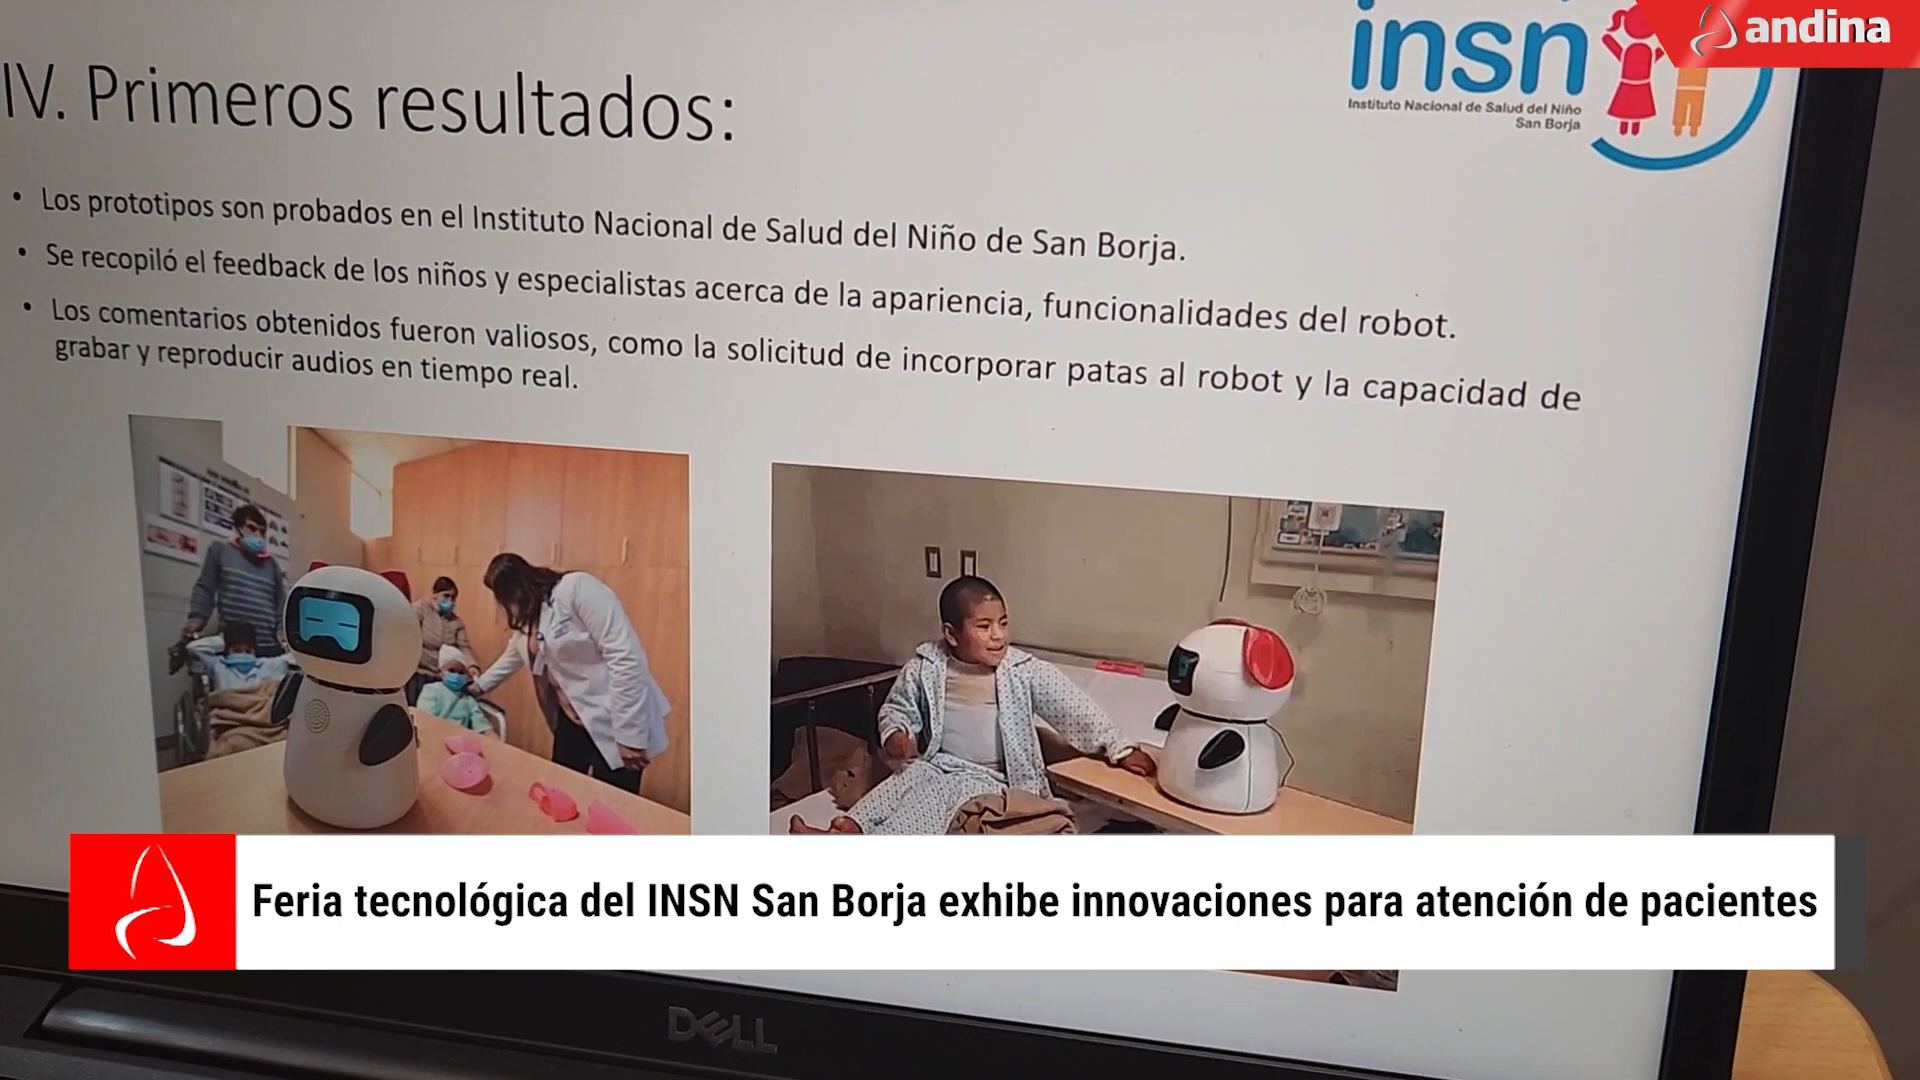 andina
insn
Instituto Nacional de Salud del Niño
San Borja
IV. Primeros resultados:
• Los prototipos son probados en el Instituto Nacional de Salud del Niño de San Borja.
• Se recopiló el feedback de los niños y especialistas acerca de la apariencia, funcionalidades del robot.
• Los comentarios obtenidos fueron valiosos, como la solicitud de incorporar patas al robot y la capacidad de
grabar y reproducir audios en tiempo real.
Feria tecnológica del INSN San Borja exhibe innovaciones para atención de pacientes
DELL